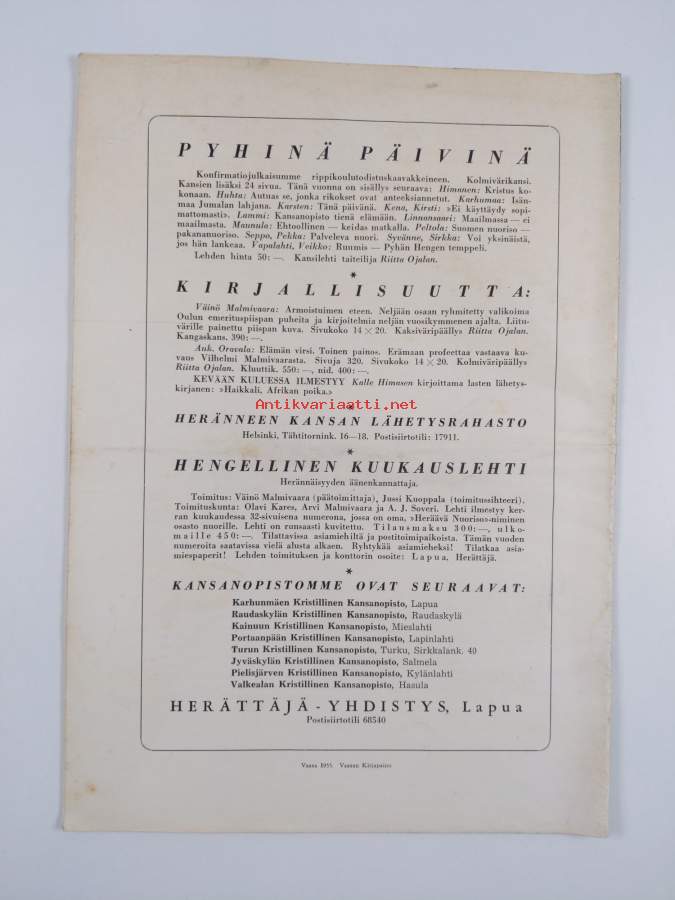 PYHINÄ PÄIVINÄ
Konfirmatiojulkaisumme rippikoulutodistuskaavakkeineen. Kolmivärikansi.
Kansien lisäksi 24 sivua. Tänä vuonna on sisällys seuraava: Himanen: Kristus ko-
konaan. Huhta: Autuas se, jonka rikokset ovat anteeksiannetut. Karhumaa: Isän-
maa Jumalan lahjana. Karsten: Tänä päivänä. Kena, Kirsti: »Ei käyttäydy sopi-
mattomasti». Lammi: Kansanopisto tienä elämään. Linnansaari: Maailmassa — ei
maailmasta. Mannula: Ehtoollinen — keidas matkalla. Peltola: Suomen nuoriso —
pakananuoriso. Seppo, Pekka: Palveleva nuori. Syvänne, Sirkka: Voi yksinäistä,
jos hän lankeaa. Vapalahti, Veikko: Ruumis — Pyhän Hengen temppeli.
Lehden hinta 50:—. Kansilehti taiteilija Riitta Ojalan.
*
KIRJALLISUUTTA:
Väinö Malmivaara: Armoistuimen eteen. Neljään osaan ryhmitetty valikoima
Oulun emerituspiispan puheita ja kirjoitelmia neljän vuosikymmenen ajalta. Liitu-
värille painettu piispan kuva. Sivukoko 14 × 20. Kaksiväripäällys Riitta Ojalan.
Kangaskans. 390:—.
Auk. Oravala: Elämän virsi. Toinen painos. Erämaan profeettaa vastaava ku-
vaus Vilhelmi Malmivaarasta. Sivuja 320. Sivukoko 14 × 20. Kolmiväripäällys
Riitta Ojalan. Kluuttik. 550:—, nid. 400:—.
KEVÄÄN KULUESSA ILMESTYY Kalle Himasen kirjoittama lasten lähetys-
kirjanen: »Haikkali, Afrikan poika.»
*
Antikvariaatti.net
HERÄNNEEN KANSAN LÄHETYSRAHASTO
Helsinki, Tähtitornink. 16—18. Postisiirtotili: 17911.
*
HENGELLINEN KUUKAUSLEHTI
Herännäisyyden äänenkannattaja.
Toimitus: Väinö Malmivaara (päätoimittaja), Jussi Kuoppala (toimitussihteeri).
Toimituskunta: Olavi Kares, Arvi Malmivaara ja A. J. Soveri. Lehti ilmestyy ker-
ran kuukaudessa 32-sivuisena numerona, jossa on oma, »Heräävä Nuoriso»-niminen
osasto nuorille. Lehti on runsaasti kuvitettu. Tilausmaksu 300:—, ulko-
maille 450:—. Tilattavissa asiamiehiltä ja postitoimipaikoista. Tämän vuoden
numeroita saatavissa vielä alusta alkaen. Ryhtykää asiamieheksi! Tilatkaa asia-
miespaperit! Lehden toimituksen ja konttorin osoite: Lapua, Herättäjä.
*
KANSANOPISTOMME OVAT SEURAAVAT:
Karhunmäen Kristillinen Kansanopisto, Lapua
Raudaskylän Kristillinen Kansanopisto, Raudaskylä
Kainuun Kristillinen Kansanopisto, Mieslahti
Portaanpään Kristillinen Kansanopisto, Lapinlahti
Turun Kristillinen Kansanopisto, Turku, Sirkkalank. 40
Jyväskylän Kristillinen Kansanopisto, Salmela
Pielisjärven Kristillinen Kansanopisto, Kylänlahti
Valkealan Kristillinen Kansanopisto, Hasula
HERÄTTÄJÄ-YHDISTYS, Lapua
Postisiirtotili 68540
Vaasa 1955. Vaasan Kirjapaino